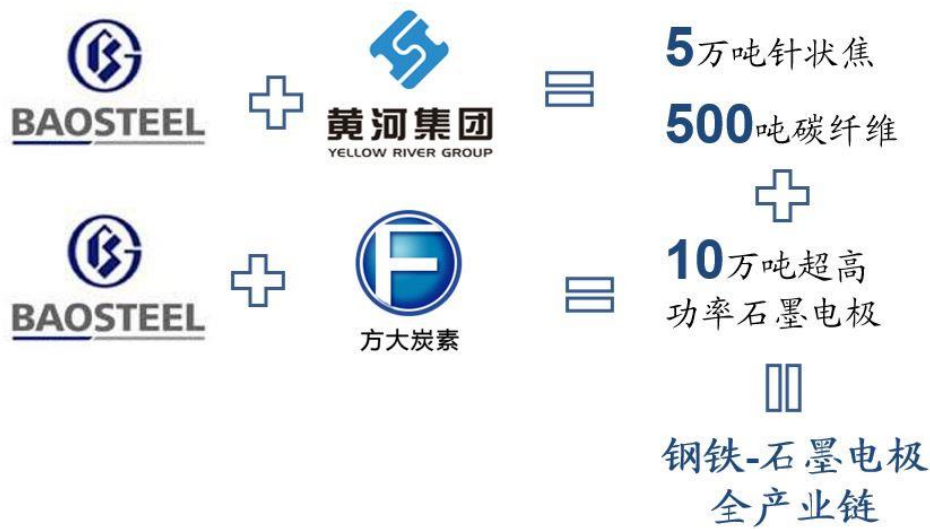 BAOSTEEL
黄河集团
YELLOW RIVER GROUP
5万吨针状焦
500吨碳纤维
BAOSTEEL
方大炭素
10万吨超高
功率石墨电极
钢铁-石墨电极
全产业链